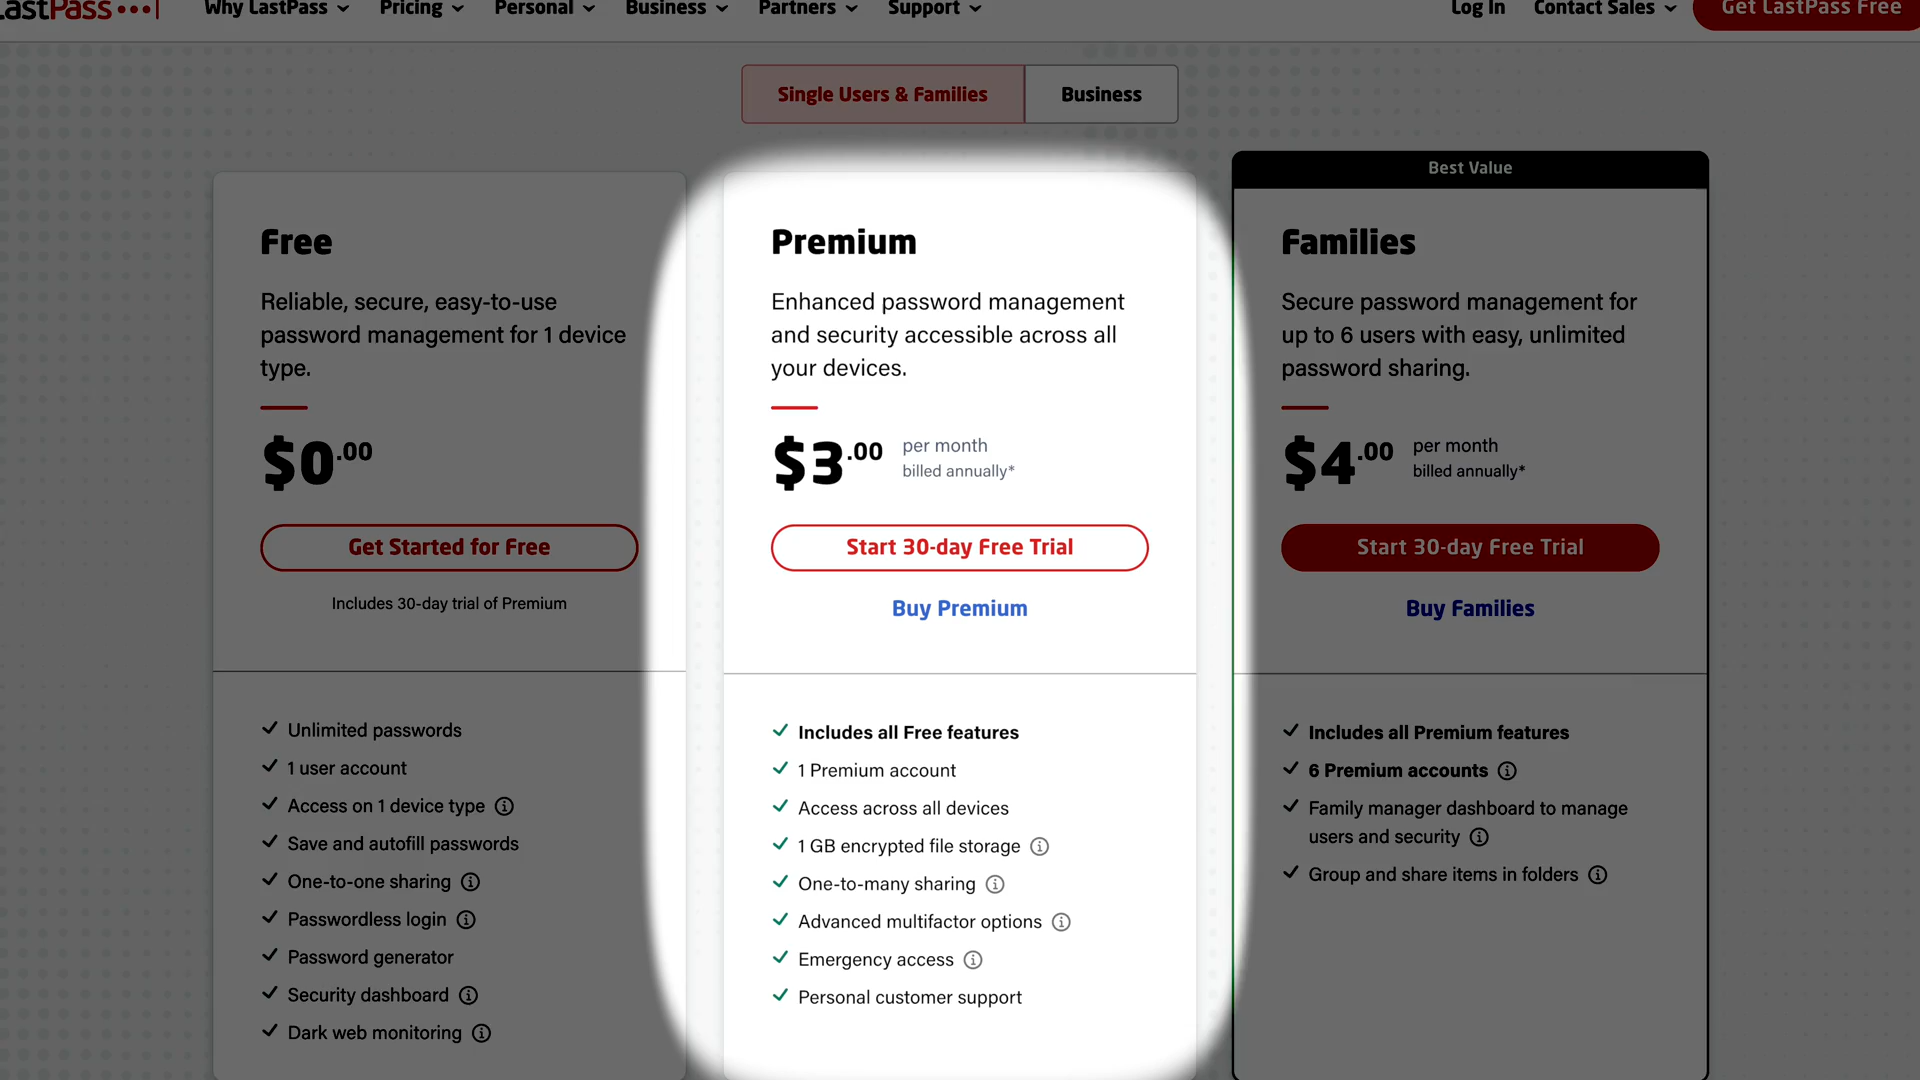 LastPass
Why LastPass
Pricing
Personal
Business
Partners
Support
Log In
Contact Sales
Get LastPass Free
Single Users & Families
Business
Free
Reliable, secure, easy-to-use
password management for 1 device
type.
$0.00
Get Started for Free
Includes 30-day trial of Premium
Unlimited passwords
1 user account
Access on 1 device type
Save and autofill passwords
One-to-one sharing
Passwordless login
Password generator
Security dashboard
Dark web monitoring
Premium
Enhanced password management
and security accessible across all
your devices.
$3.00
per month
billed annually*
Start 30-day Free Trial
Buy Premium
Includes all Free features
1 Premium account
Access across all devices
1 GB encrypted file storage
One-to-many sharing
Advanced multifactor options
Emergency access
Personal customer support
Best Value
Families
Secure password management for
up to 6 users with easy, unlimited
password sharing.
$4.00
per month
billed annually*
Start 30-day Free Trial
Buy Families
Includes all Premium features
6 Premium accounts
Family manager dashboard to manage
users and security
Group and share items in folders